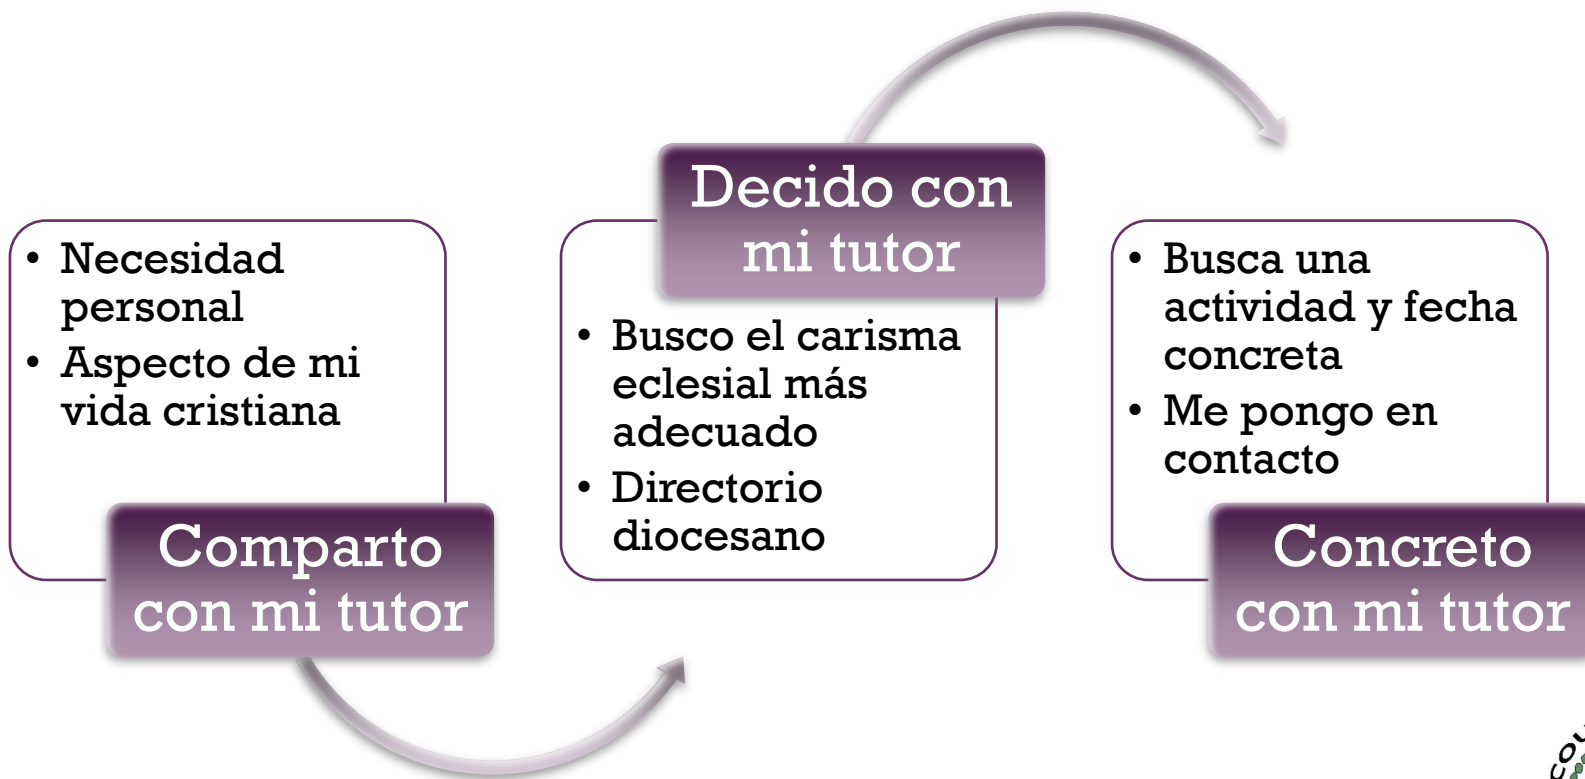 • Necesidad
personal
• Aspecto de mi
vida cristiana
Comparto
con mi tutor
Decido con
mi tutor
• Busco el carisma
eclesial más
adecuado
• Directorio
diocesano
• Busca una
actividad y fecha
concreta
• Me pongo en
contacto
Concreto
con mi tutor